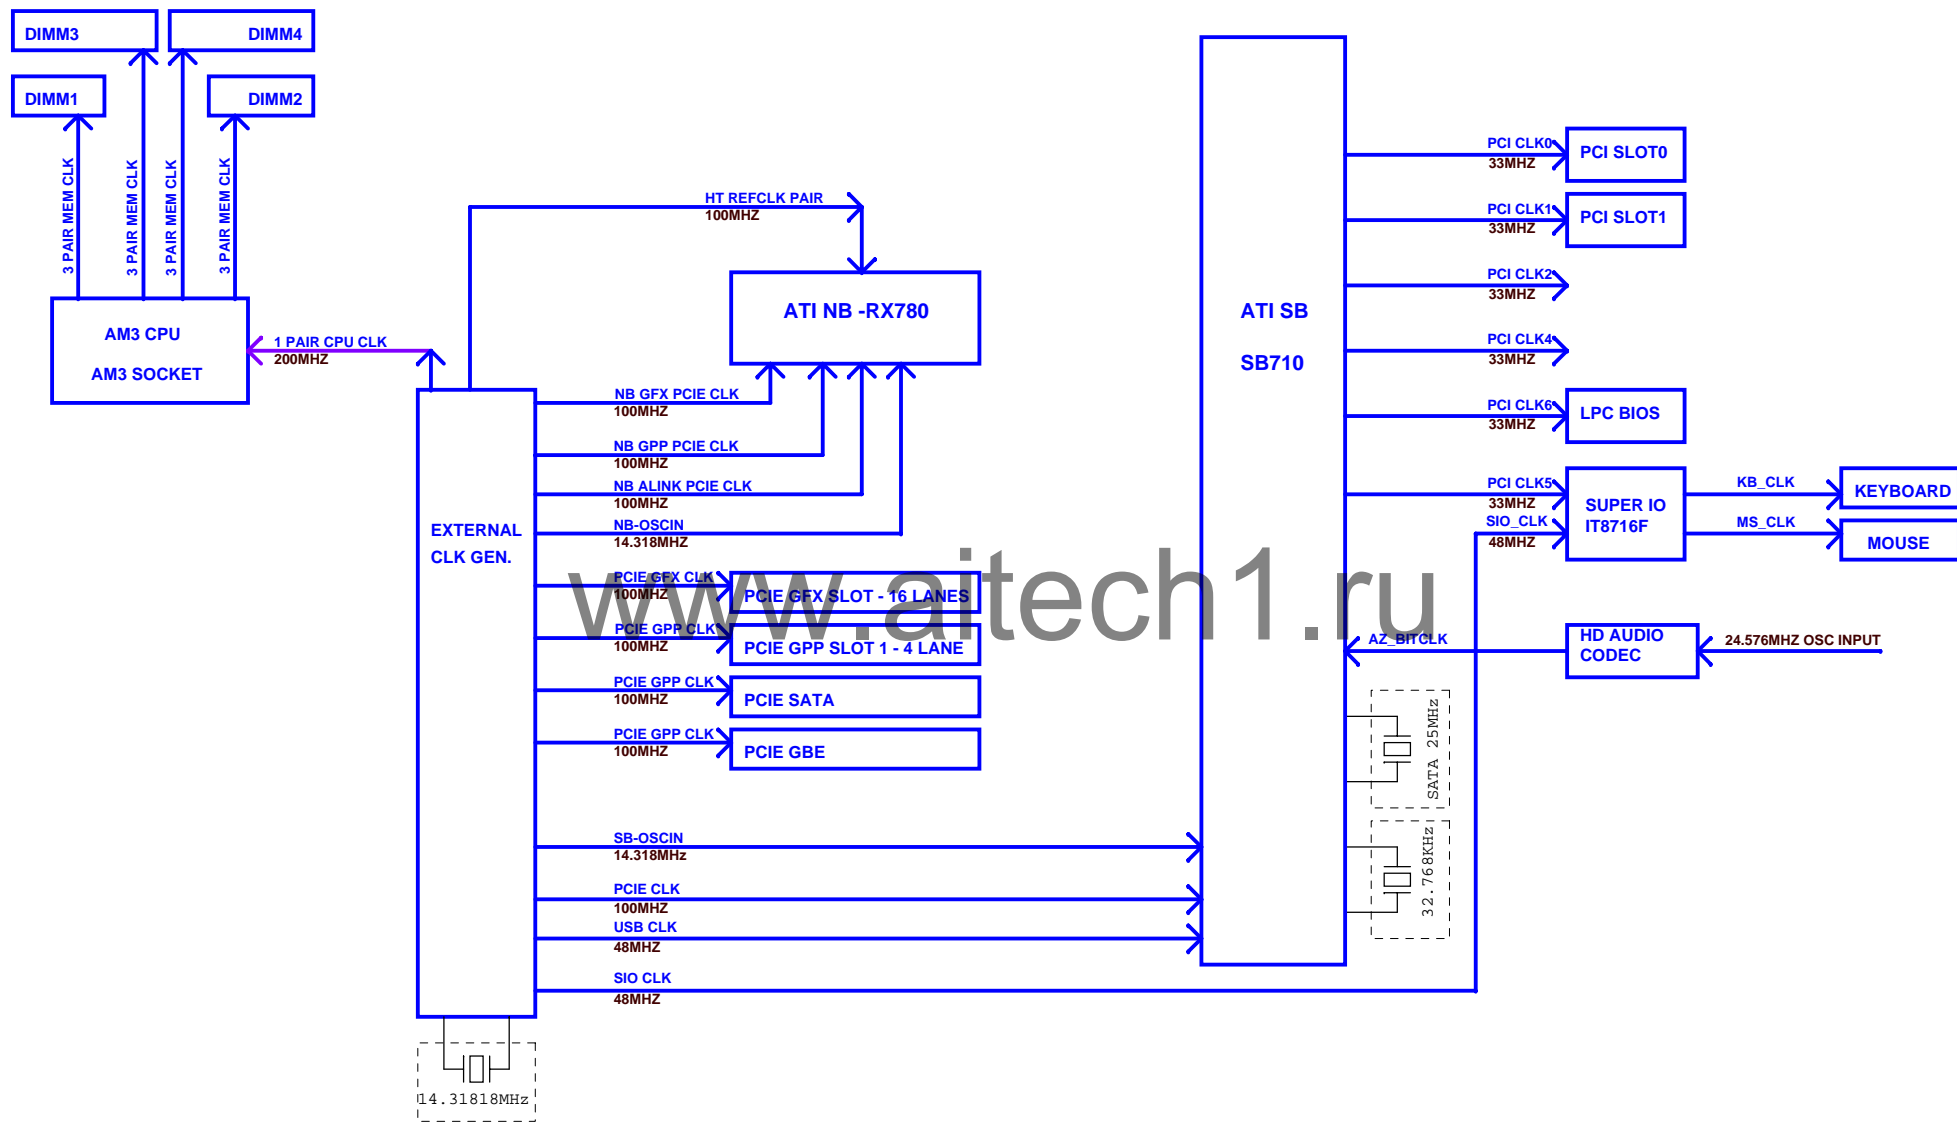 DIMM3
DIMM4
DIMM1
DIMM2
3 PAIR MEM CLK
3 PAIR MEM CLK
3 PAIR MEM CLK
3 PAIR MEM CLK
AM3 CPU
AM3 SOCKET
1 PAIR CPU CLK
200MHZ
HT REFCLK PAIR
100MHZ
ATI NB -RX780
EXTERNAL
CLK GEN.
NB GFX PCIE CLK
100MHZ
NB GPP PCIE CLK
100MHZ
NB ALINK PCIE CLK
100MHZ
NB-OSCIN
14.318MHZ
PCIE GFX CLK
100MHZ
PCIE GFX SLOT - 16 LANES
PCIE GPP CLK
100MHZ
PCIE GPP SLOT 1 - 4 LANE
PCIE GPP CLK
100MHZ
PCIE SATA
PCIE GPP CLK
100MHZ
PCIE GBE
SB-OSCIN
14.318MHz
PCIE CLK
100MHZ
USB CLK
48MHZ
SIO CLK
48MHZ
14.31818MHz
ATI SB
SB710
PCI CLK0
33MHZ
PCI SLOT0
PCI CLK1
33MHZ
PCI SLOT1
PCI CLK2
33MHZ
PCI CLK4
33MHZ
PCI CLK6
33MHZ
LPC BIOS
PCI CLK5
33MHZ
SIO_CLK
48MHZ
SUPER IO
IT8716F
KB_CLK
KEYBOARD
MS_CLK
MOUSE
AZ_BITCLK
HD AUDIO
CODEC
24.576MHZ OSC INPUT
SATA 25MHz
32.768KHz
www.aitech1.ru